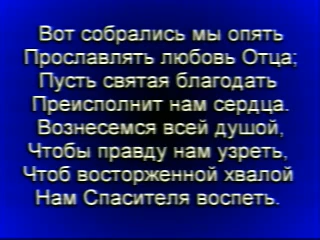 Вот собрались мы опять
Прославлять любовь Отца;
Пусть святая благодать
Преисполнит нам сердца.
Вознесемся всей душой,
Чтобы правду нам узреть,
Чтоб восторженной хвалой
Нам Спасителя воспеть.